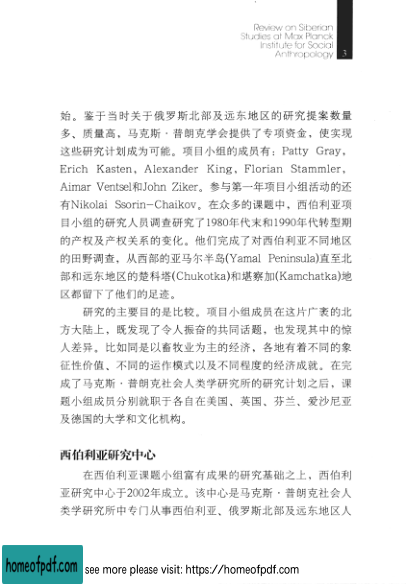 Review on Siberian
Studies at Max Planck
Institute for Social
Anthropology
3
始。鉴于当时关于俄罗斯北部及远东地区的研究提案数量
多、质量高，马克斯·普朗克学会提供了专项资金，使实现
这些研究计划成为可能。项目小组的成员有：Patty Gray，
Erich Kasten，Alexander King，Florian Stammler，
Aimar Ventsel和John Ziker。参与第一年项目小组活动的还
有Nikolai Ssorin-Chaikov。在众多的课题中，西伯利亚项
目小组的研究人员调查研究了1980年代末和1990年代转型期
的产权及产权关系的变化。他们完成了对西伯利亚不同地区
的田野调查，从西部的亚马尔半岛(Yamal Peninsula)直至北
部和远东地区的楚科塔(Chukotka)和堪察加(Kamchatka)地
区都留下了他们的足迹。
研究的主要目的是比较。项目小组成员在这片广袤的北
方大陆上，既发现了令人振奋的共同话题，也发现其中的惊
人差异。比如同是以畜牧业为主的经济，各地有着不同的象
征性价值、不同的运作模式以及不同程度的经济成就。在完
成了马克斯·普朗克社会人类学研究所的研究计划之后，课
题小组成员分别就职于各自在美国、英国、芬兰、爱沙尼亚
及德国的大学和文化机构。
西伯利亚研究中心
在西伯利亚课题小组富有成果的研究基础之上，西伯利
亚研究中心于2002年成立。该中心是马克斯·普朗克社会人
类学研究所中专门从事西伯利亚、俄罗斯北部及远东地区人
homeofpdf.com
see more please visit: https://homeofpdf.com